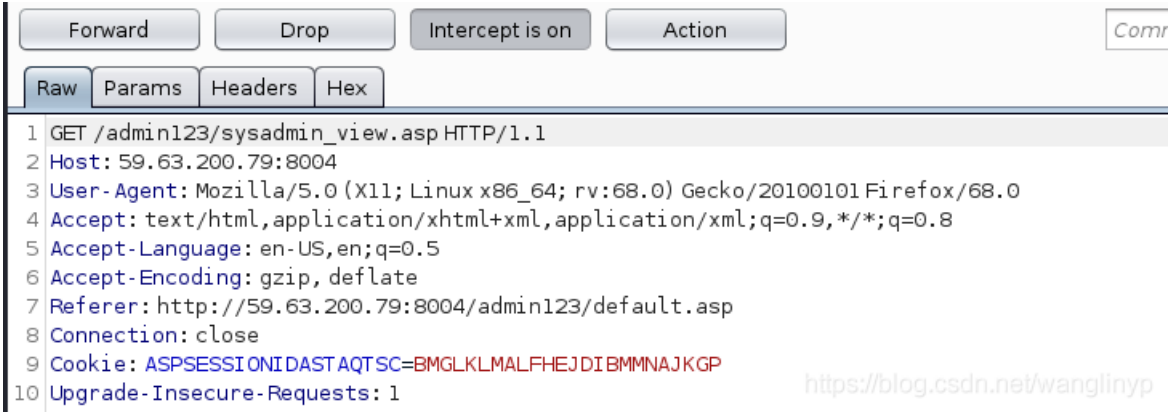 Forward Drop Intercept is on Action Comm
Raw Params Headers Hex
1 GET /admin123/sysadmin_view.asp HTTP/1.1
2 Host: 59.63.200.79:8004
3 User-Agent: Mozilla/5.0 (X11; Linux x86_64; rv:68.0) Gecko/20100101 Firefox/68.0
4 Accept: text/html,application/xhtml+xml,application/xml;q=0.9,*/*;q=0.8
5 Accept-Language: en-US,en;q=0.5
6 Accept-Encoding: gzip, deflate
7 Referer: http://59.63.200.79:8004/admin123/default.asp
8 Connection: close
9 Cookie: ASPSESSIONIDASTAQTSC=BMGLKLMALFHEJDIBMMNAJKGP
10 Upgrade-Insecure-Requests: 1
https://blog.csdn.net/wanglinyp